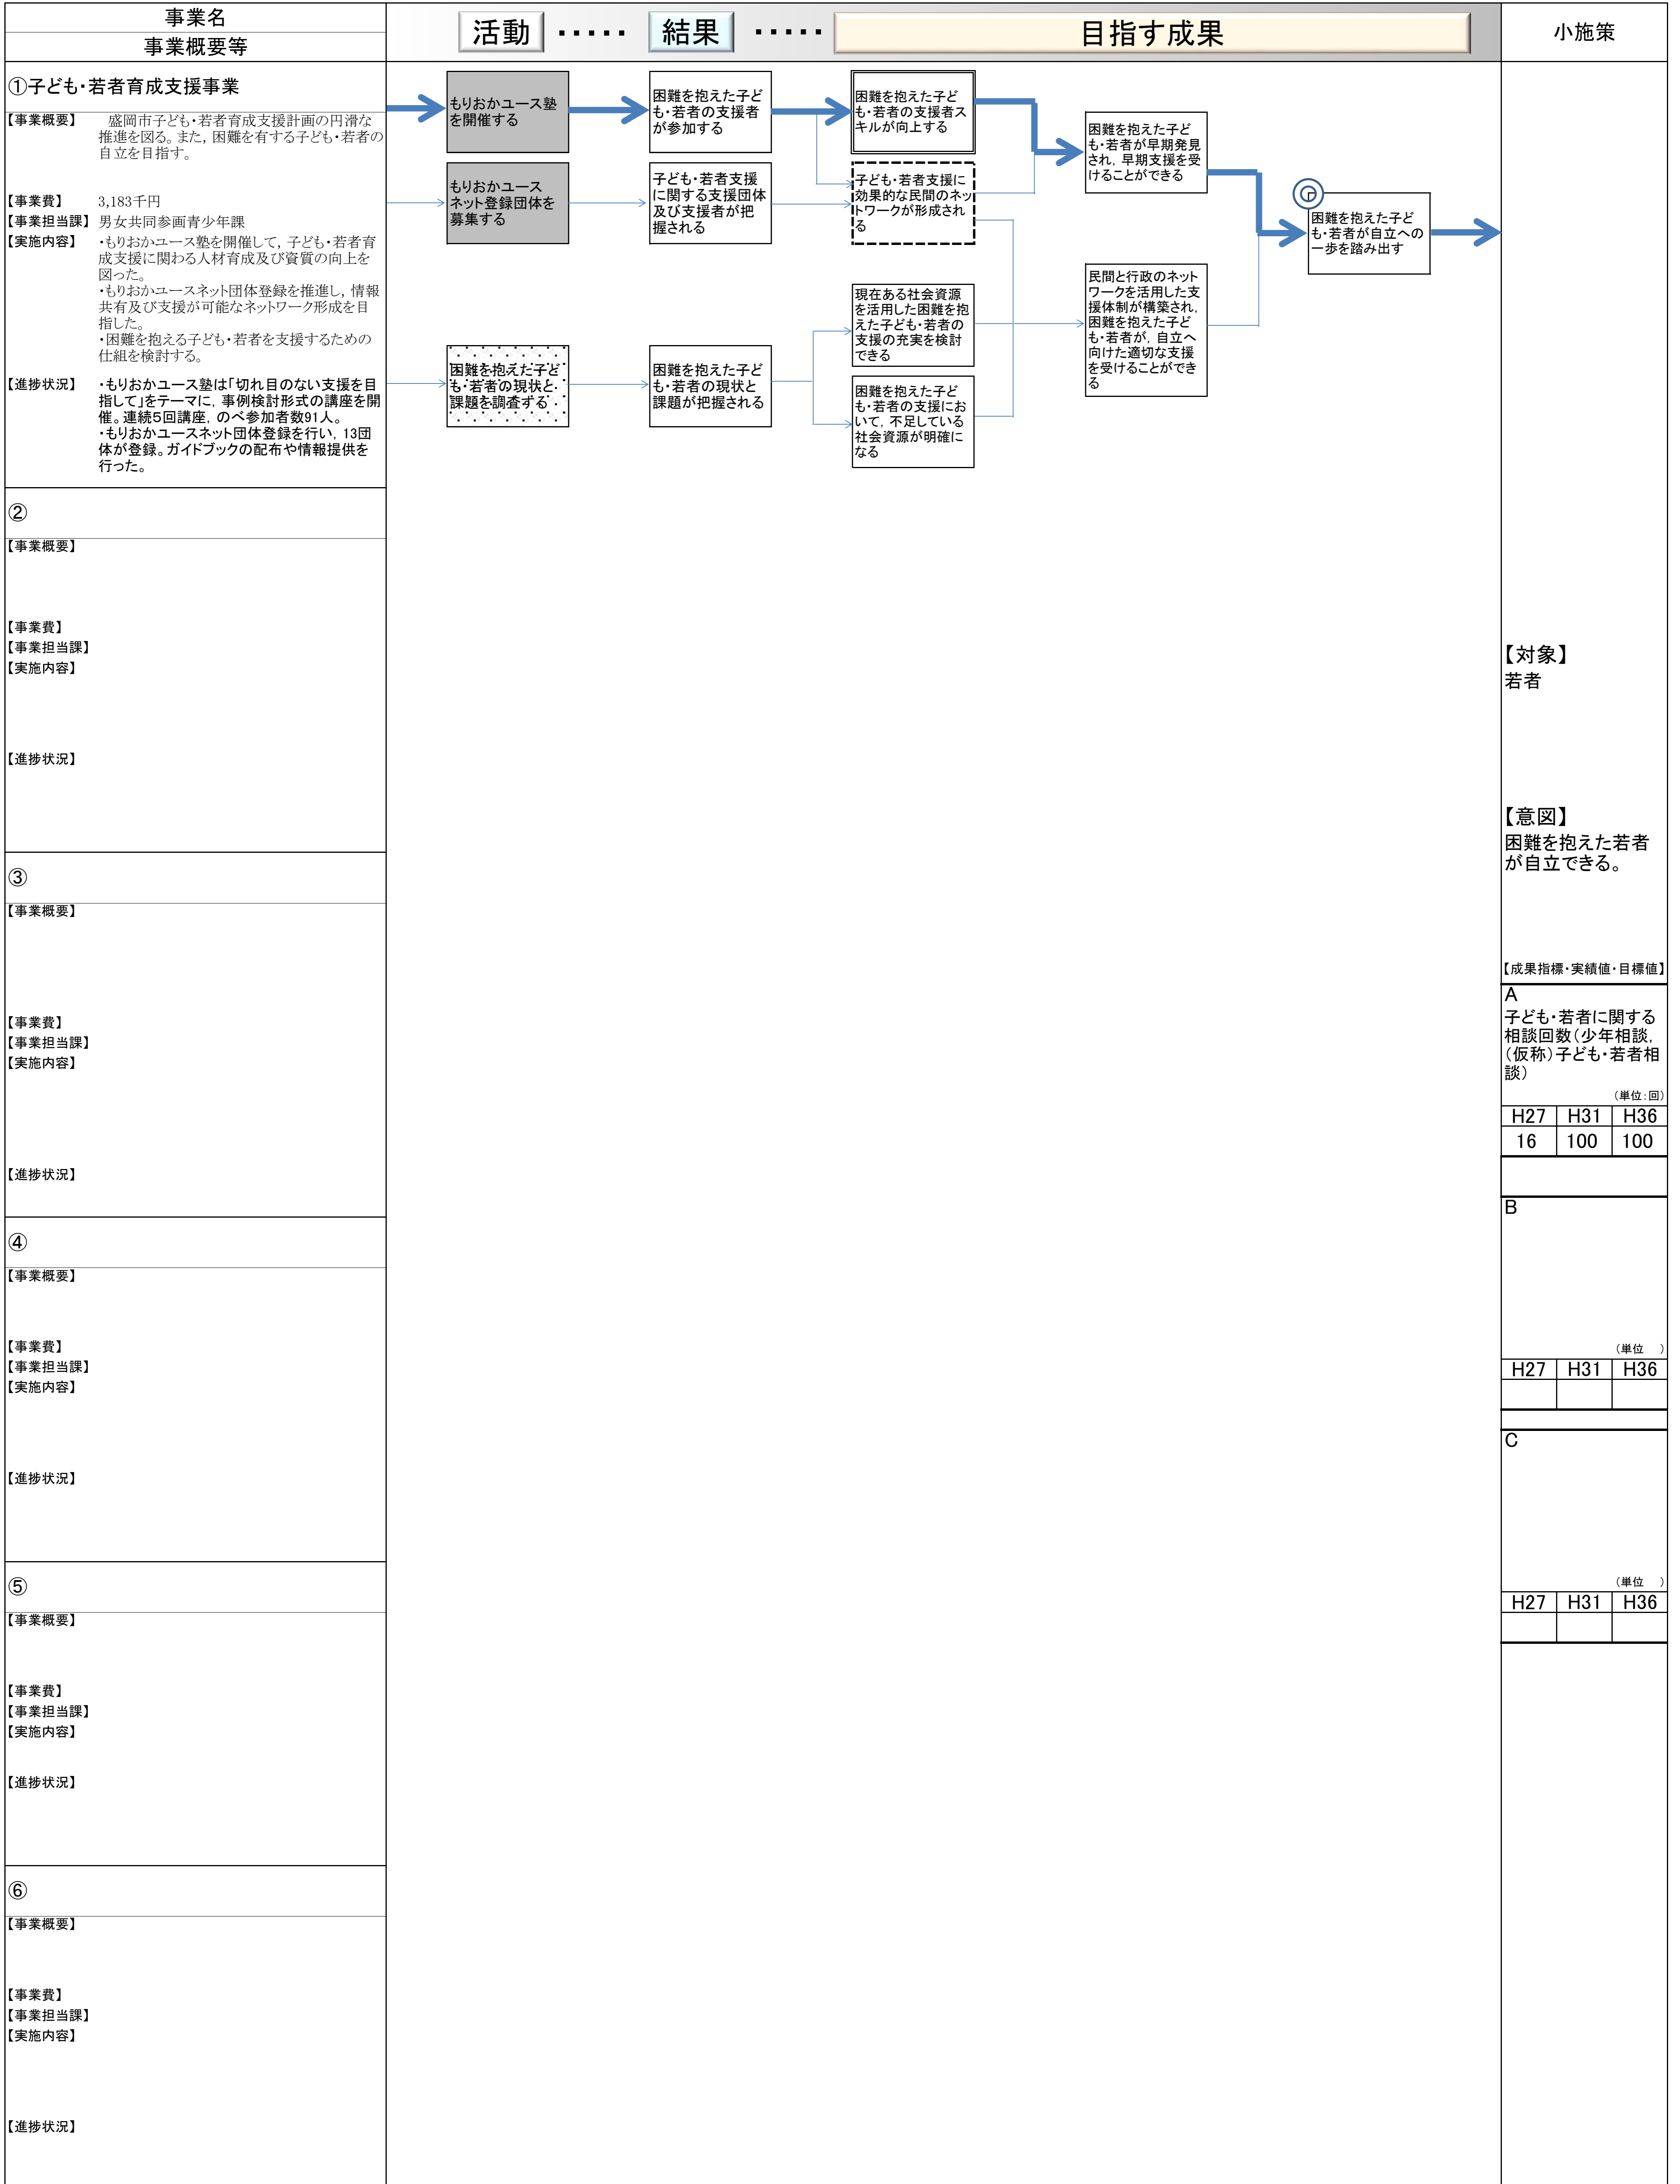 事業名
事業概要等
活動 ・・・・・ 結果 ・・・・・ 目指す成果
小施策
①子ども・若者育成支援事業
【事業概要】 盛岡市子ども・若者育成支援計画の円滑な
推進を図る。また，困難を有する子ども・若者の
自立を目指す。
【事業費】 3,183千円
【事業担当課】 男女共同参画青少年課
【実施内容】 ・もりおかユース塾を開催して，子ども・若者育
成支援に関わる人材育成及び資質の向上を
図った。
・もりおかユースネット団体登録を推進し，情報
共有及び支援が可能なネットワーク形成を目
指した。
・困難を抱える子ども・若者を支援するための
仕組を検討する。
【進捗状況】 ・もりおかユース塾は「切れ目のない支援を目
指して」をテーマに，事例検討形式の講座を開
催。連続５回講座，のべ参加者数91人。
・もりおかユースネット団体登録を行い，13団
体が登録。ガイドブックの配布や情報提供を
行った。
もりおかユース塾
を開催する
困難を抱えた子ど
も・若者の支援者
が参加する
困難を抱えた子ど
も・若者の支援者ス
キルが向上する
困難を抱えた子ど
も・若者が早期発見
され，早期支援を受
けることができる
もりおかユース
ネット登録団体を
募集する
子ども・若者支援
に関する支援団体
及び支援者が把
握される
子ども・若者支援に
効果的な民間のネッ
トワークが形成され
る
困難を抱えた子ど
も・若者が自立への
一歩を踏み出す
現在ある社会資源
を活用した困難を抱
えた子ども・若者の
支援の充実を検討
できる
民間と行政のネット
ワークを活用した支
援体制が構築され，
困難を抱えた子ど
も・若者が，自立へ
向けた適切な支援
を受けることができ
る
困難を抱えた子ど
も・若者の現状と
課題を調査する
困難を抱えた子ど
も・若者の現状と
課題が把握される
困難を抱えた子ど
も・若者の支援にお
いて，不足している
社会資源が明確に
なる
②
【事業概要】
【事業費】
【事業担当課】
【実施内容】
【進捗状況】
③
【事業概要】
【事業費】
【事業担当課】
【実施内容】
【進捗状況】
④
【事業概要】
【事業費】
【事業担当課】
【実施内容】
【進捗状況】
⑤
【事業概要】
【事業費】
【事業担当課】
【実施内容】
【進捗状況】
⑥
【事業概要】
【事業費】
【事業担当課】
【実施内容】
【進捗状況】
【対象】
若者
【意図】
困難を抱えた若者
が自立できる。
【成果指標・実績値・目標値】
A
子ども・若者に関する
相談回数（少年相談，
（仮称）子ども・若者相
談）
（単位：回）
H27 H31 H36
16 100 100
B
（単位　）
H27 H31 H36
C
（単位　）
H27 H31 H36